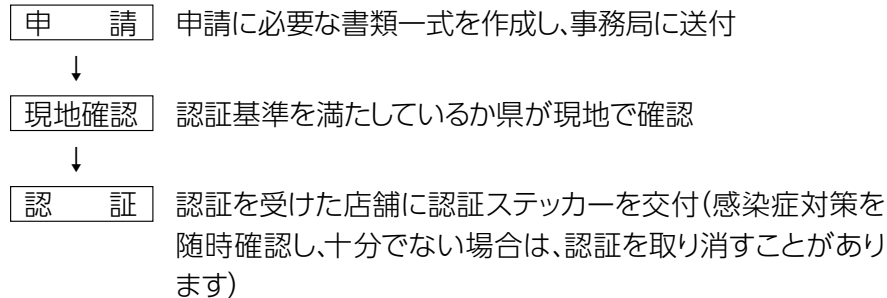 申　請　申請に必要な書類一式を作成し、事務局に送付
↓
現地確認　認証基準を満たしているか県が現地で確認
↓
認　証　認証を受けた店舗に認証ステッカーを交付(感染症対策を
随時確認し、十分でない場合は、認証を取り消すことがあり
ます)